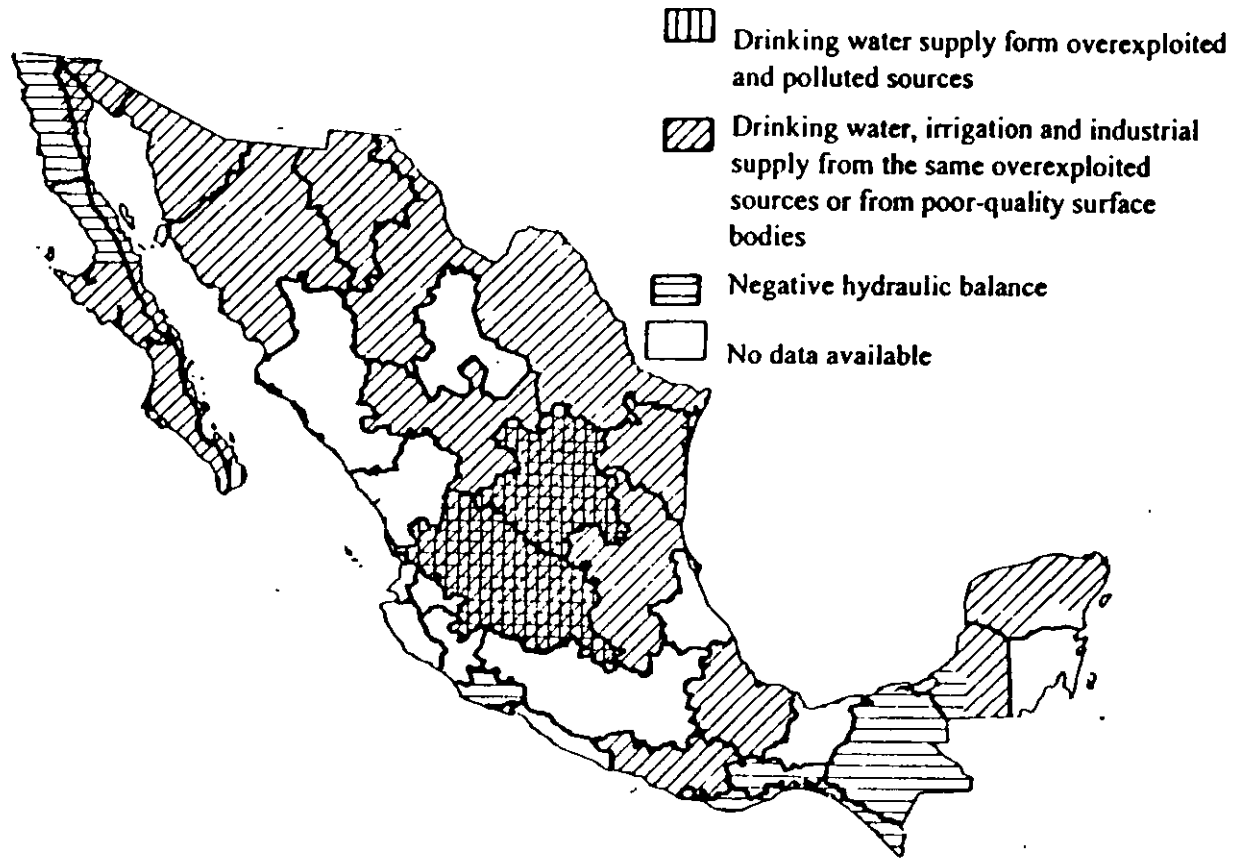 Drinking water supply form overexploited
and polluted sources
Drinking water, irrigation and industrial
supply from the same overexploited
sources or from poor-quality surface
bodies
Negative hydraulic balance
No data available